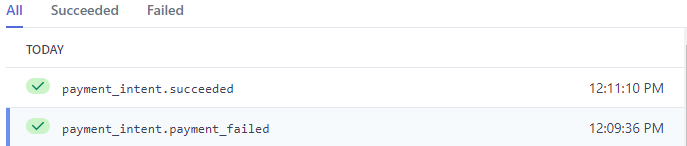 All Succeeded Failed
TODAY
payment_intent.succeeded 12:11:10 PM
payment_intent.payment_failed 12:09:36 PM